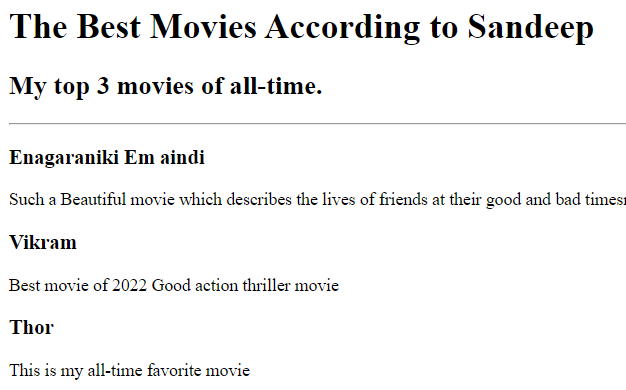 The Best Movies According to Sandeep
My top 3 movies of all-time.
Enagaraniki Em aindi
Such a Beautiful movie which describes the lives of friends at their good and bad times
Vikram
Best movie of 2022 Good action thriller movie
Thor
This is my all-time favorite movie